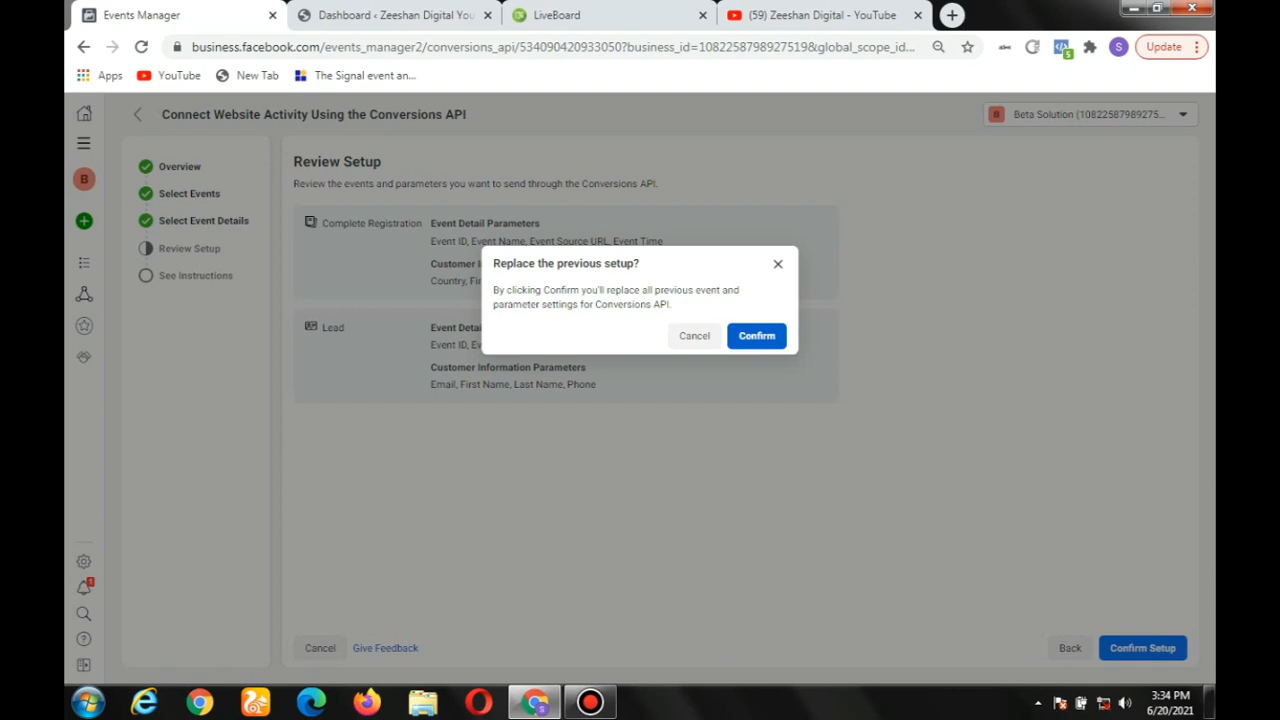 Events Manager
Dashboard ‹ Zeeshan Digital You
LiveBoard
(59) Zeeshan Digital - YouTube
business.facebook.com/events_manager2/conversions_api/534090420933050?business_id=1082258798927519&global_scope_id...
S
Update
Apps
YouTube
New Tab
The Signal event an...
Connect Website Activity Using the Conversions API
B
Beta Solution (10822587989275...
B
Overview
Select Events
Select Event Details
Review Setup
See Instructions
Review Setup
Review the events and parameters you want to send through the Conversions API.
Complete Registration
Event Detail Parameters
Event ID, Event Name, Event Source URL, Event Time
Customer I
Country, Fir
Lead
Event Detai
Event ID, Ev
Customer Information Parameters
Email, First Name, Last Name, Phone
Replace the previous setup?
By clicking Confirm you'll replace all previous event and
parameter settings for Conversions API.
Cancel
Confirm
Cancel
Give Feedback
Back
Confirm Setup
3:34 PM
6/20/2021